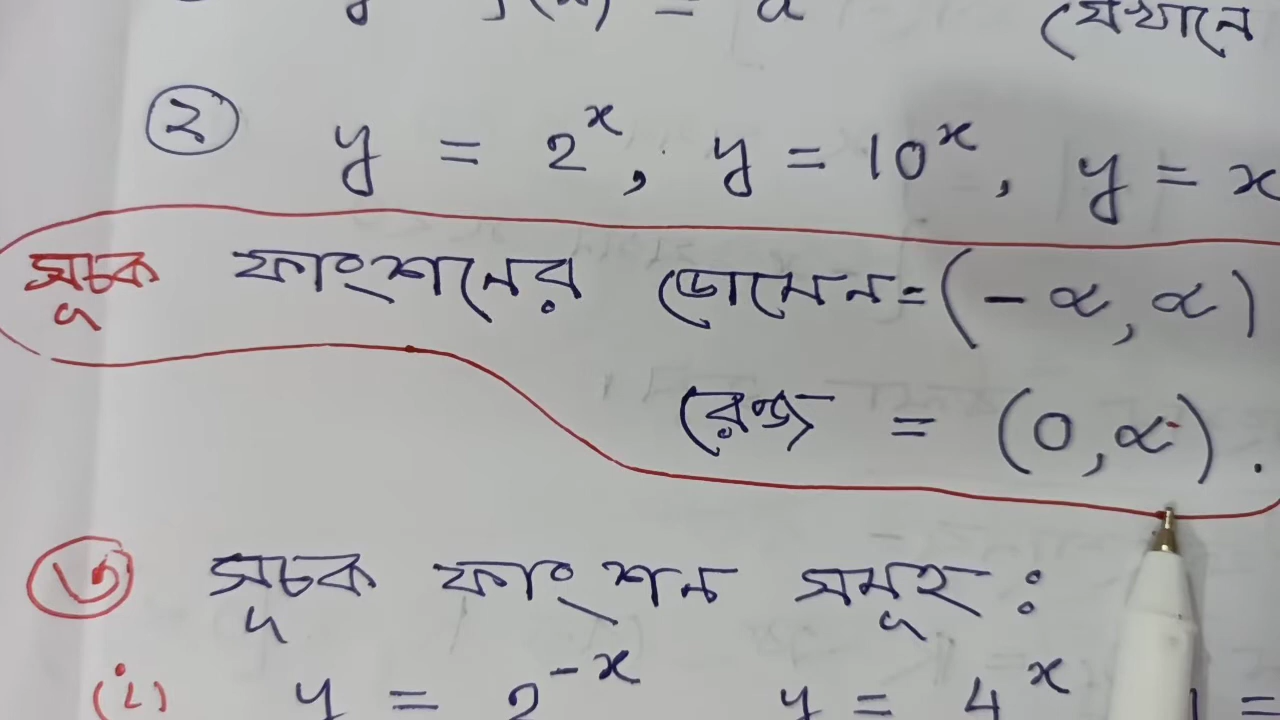 যেখানে
২ y = 2^x, y = 10^x, y = x
সূচক ফাংশনের ডোমেন = (-∝, ∝)
রেঞ্জ = (0, ∝).
৩ সূচক ফাংশন সমূহ :
(i) y = 2^-x y = 4^x